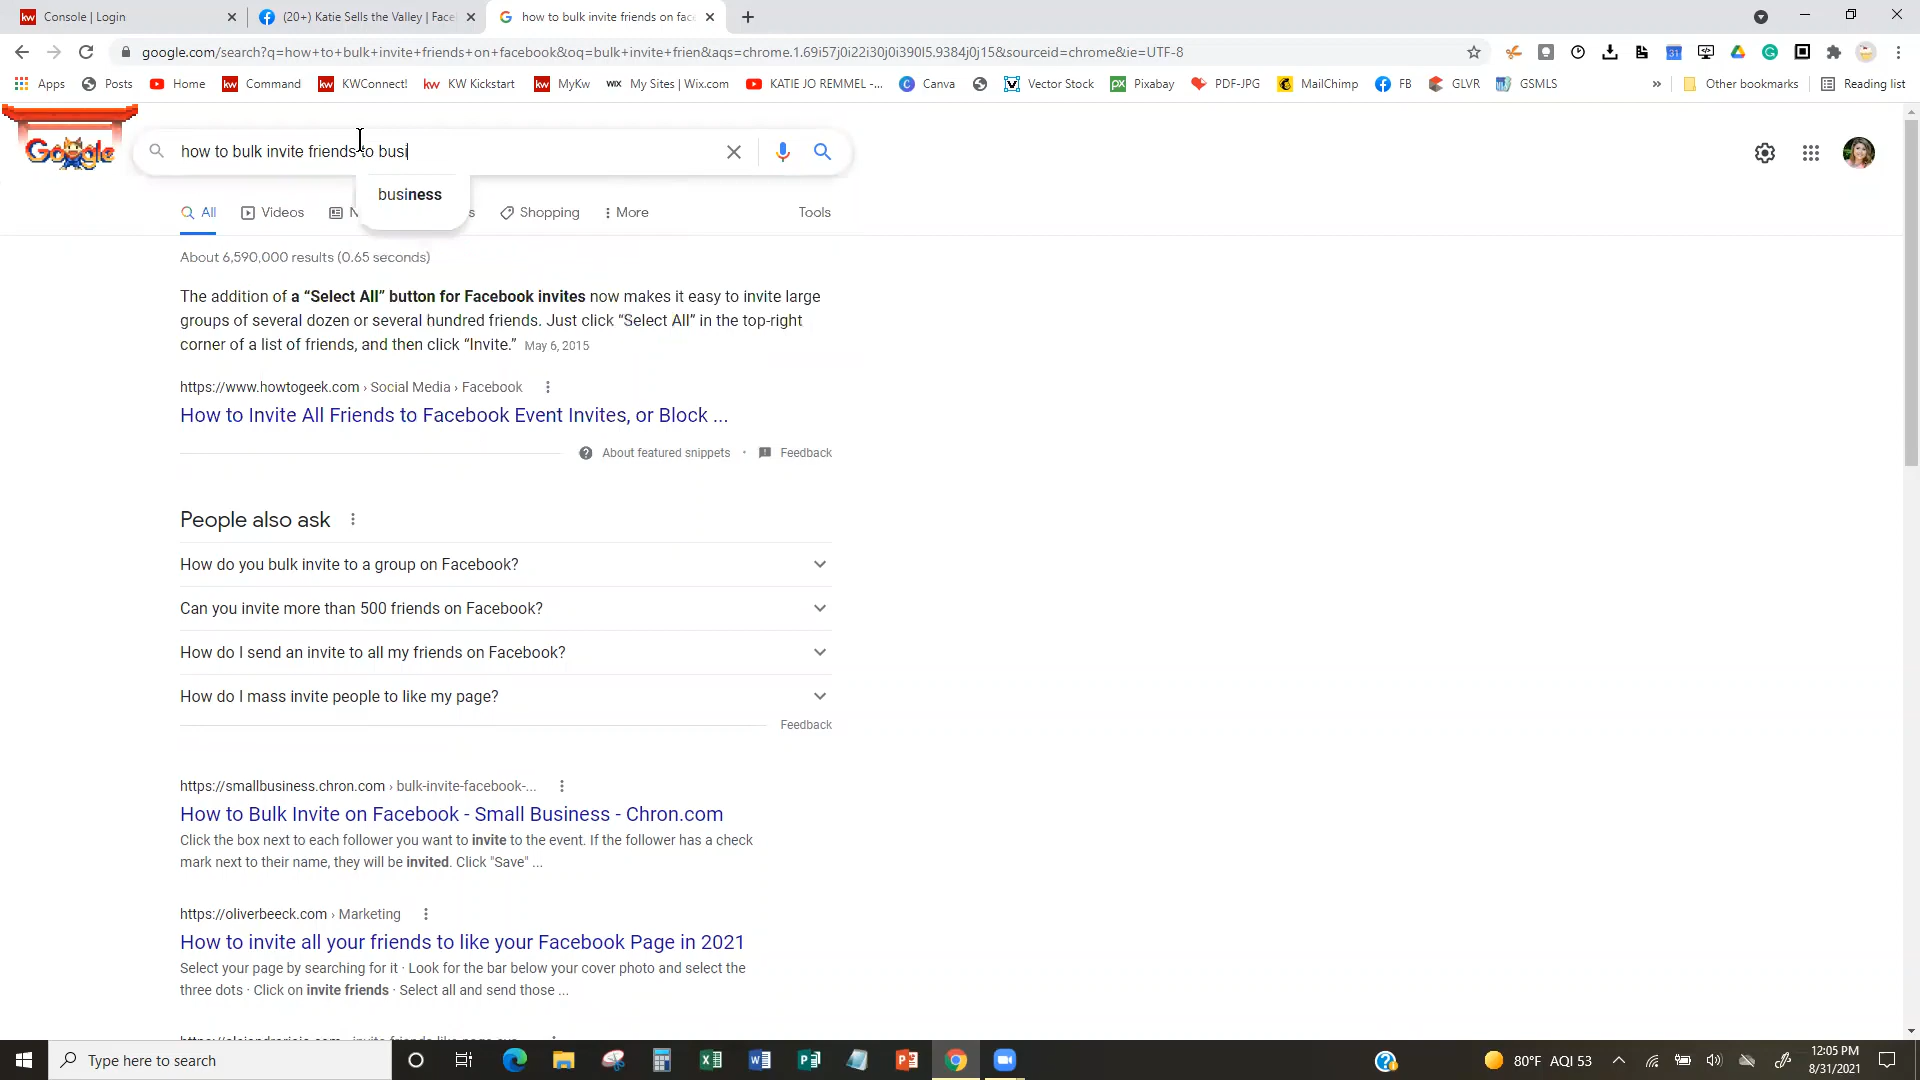 Console | Login
(20+) Katie Sells the Valley | Face
how to bulk invite friends on face
google.com/search?q=how+to+bulk+invite+friends+on+facebook&oq=bulk+invite+frien&aqs=chrome.1.69i57j0i22i30j0i390l5.9384j0j15&sourceid=chrome&ie=UTF-8
Apps Posts Home Command KWConnect! KW Kickstart MyKw My Sites | Wix.com KATIE JO REMMEL -... Canva Vector Stock Pixabay PDF-JPG MailChimp FB GLVR GSMLS » Other bookmarks Reading list
Google
how to bulk invite friends to busi
business
All Videos N s Shopping More Tools
About 6,590,000 results (0.65 seconds)
The addition of a “Select All” button for Facebook invites now makes it easy to invite large
groups of several dozen or several hundred friends. Just click “Select All” in the top-right
corner of a list of friends, and then click “Invite.” May 6, 2015
https://www.howtogeek.com › Social Media › Facebook
How to Invite All Friends to Facebook Event Invites, or Block ...
About featured snippets • Feedback
People also ask
How do you bulk invite to a group on Facebook?
Can you invite more than 500 friends on Facebook?
How do I send an invite to all my friends on Facebook?
How do I mass invite people to like my page?
Feedback
https://smallbusiness.chron.com › bulk-invite-facebook-...
How to Bulk Invite on Facebook - Small Business - Chron.com
Click the box next to each follower you want to invite to the event. If the follower has a check
mark next to their name, they will be invited. Click "Save" ...
https://oliverbeeck.com › Marketing
How to invite all your friends to like your Facebook Page in 2021
Select your page by searching for it · Look for the bar below your cover photo and select the
three dots · Click on invite friends · Select all and send those ...
Type here to search
80°F AQI 53
12:05 PM
8/31/2021